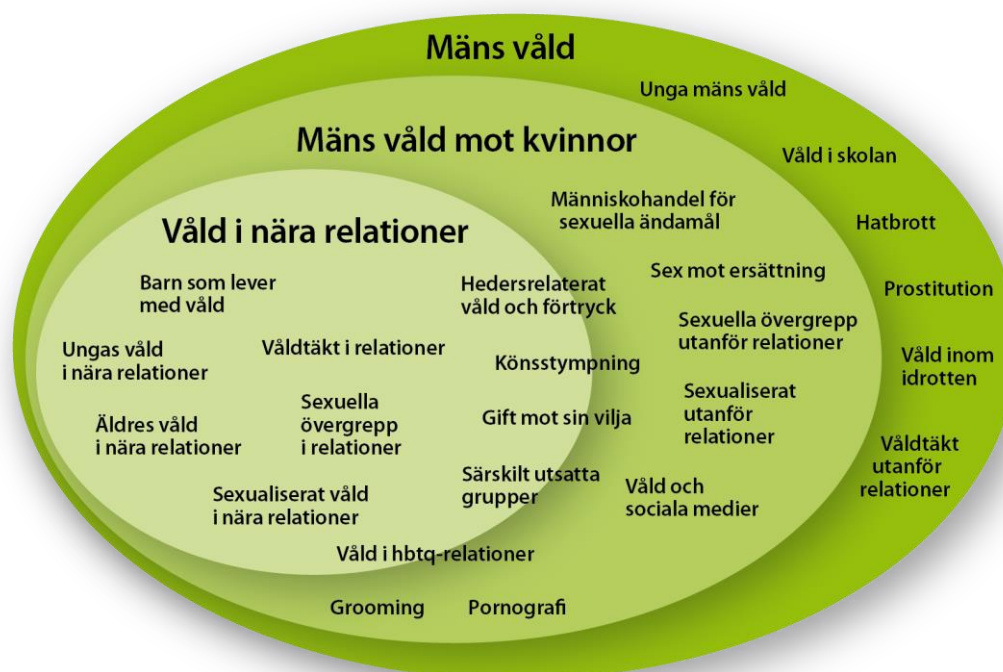 Mäns våld
Unga mäns våld
Mäns våld mot kvinnor
Våld i skolan
Människohandel för
sexuella ändamål
Hatbrott
Våld i nära relationer
Sex mot ersättning
Barn som lever
med våld
Hedersrelaterat
våld och förtryck
Prostitution
Sexuella övergrepp
utanför relationer
Ungas våld
i nära relationer
Våldtäkt i relationer
Könsstympning
Våld inom
idrotten
Sexuella
övergrepp
i relationer
Sexualiserat
utanför
relationer
Äldres våld
i nära relationer
Gift mot sin vilja
Våldtäkt
utanför
relationer
Särskilt utsatta
grupper
Våld och
sociala medier
Sexualiserat våld
i nära relationer
Våld i hbtq-relationer
Grooming
Pornografi